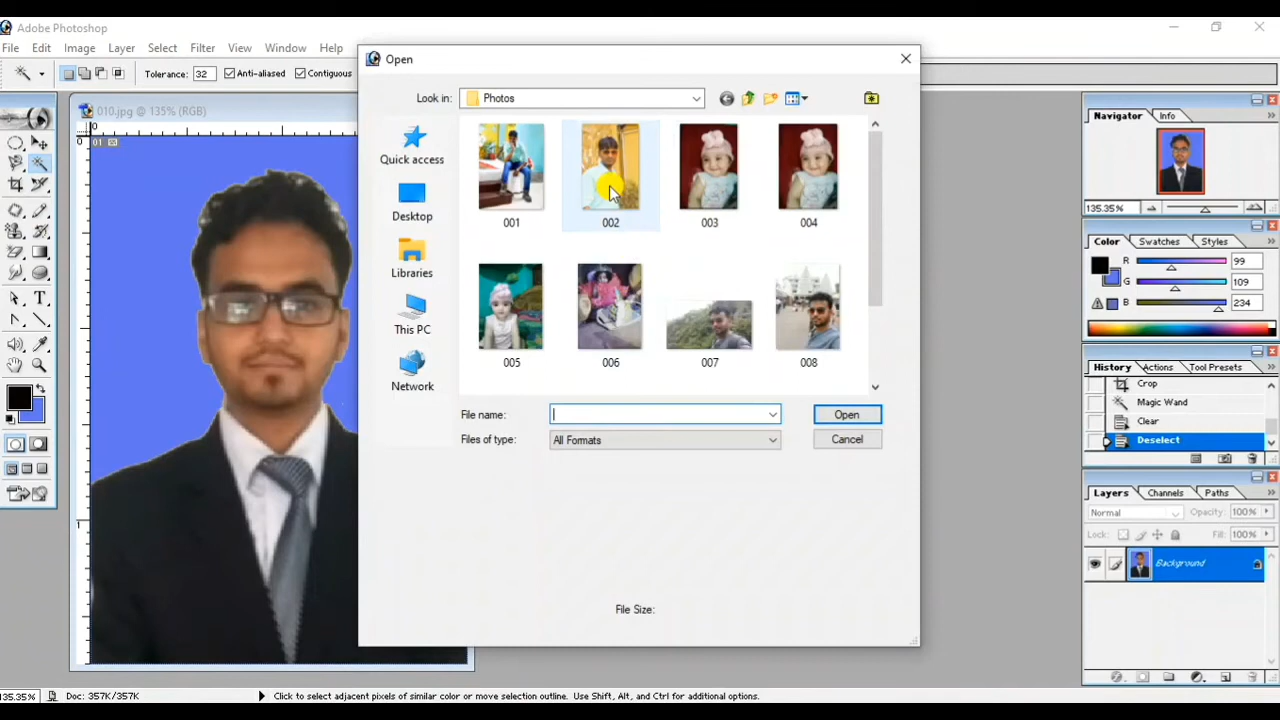 Adobe Photoshop
File Edit Image Layer Select Filter View Window Help
Tolerance: 32 Anti-aliased Contiguous
010.jpg @ 135% (RGB)
0
0
01
1
Open
Look in: Photos
Quick access
Desktop
Libraries
This PC
Network
001 002 003 004
005 006 007 008
File name: Open
Files of type: All Formats Cancel
File Size:
Navigator Info
135.35%
Color Swatches Styles
R 99
G 109
B 234
History Actions Tool Presets
Crop
Magic Wand
Clear
Deselect
Layers Channels Paths
Normal Opacity: 100%
Lock: Fill: 100%
Background
135.35% Doc: 357K/357K Click to select adjacent pixels of similar color or move selection outline. Use Shift, Alt, and Ctrl for additional options.